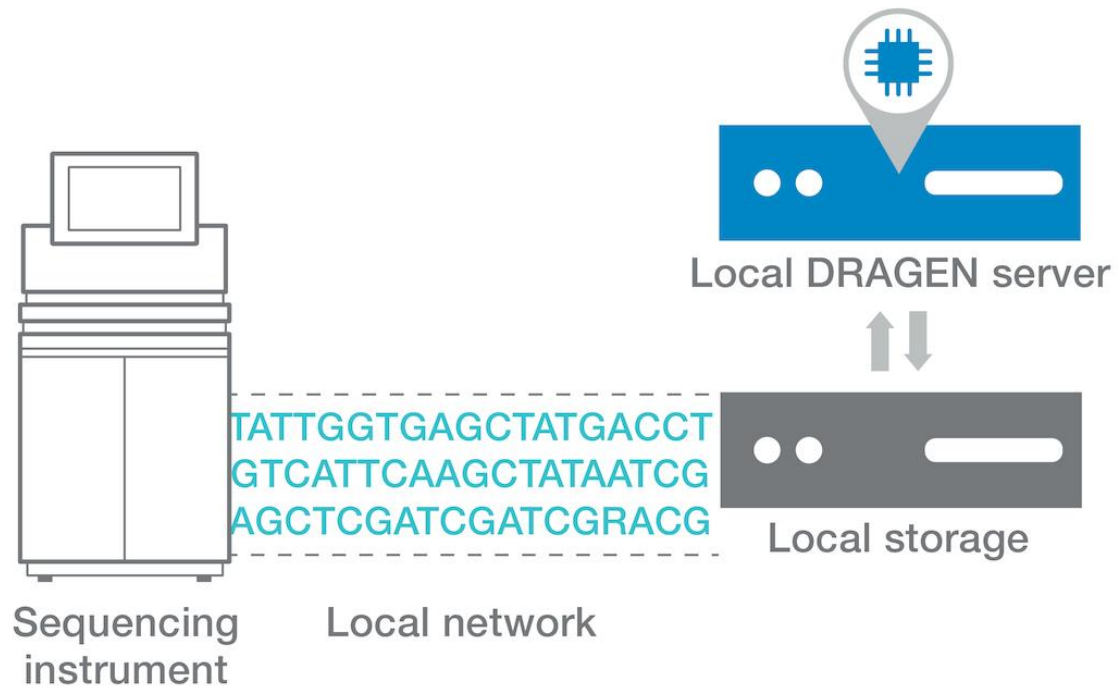 Local DRAGEN server
TATTGGTGAGCTATGACCT
GTCATTCAAGCTATAATCG
AGCTCGATCGATCGRACG
Local storage
Sequencing
instrument
Local network